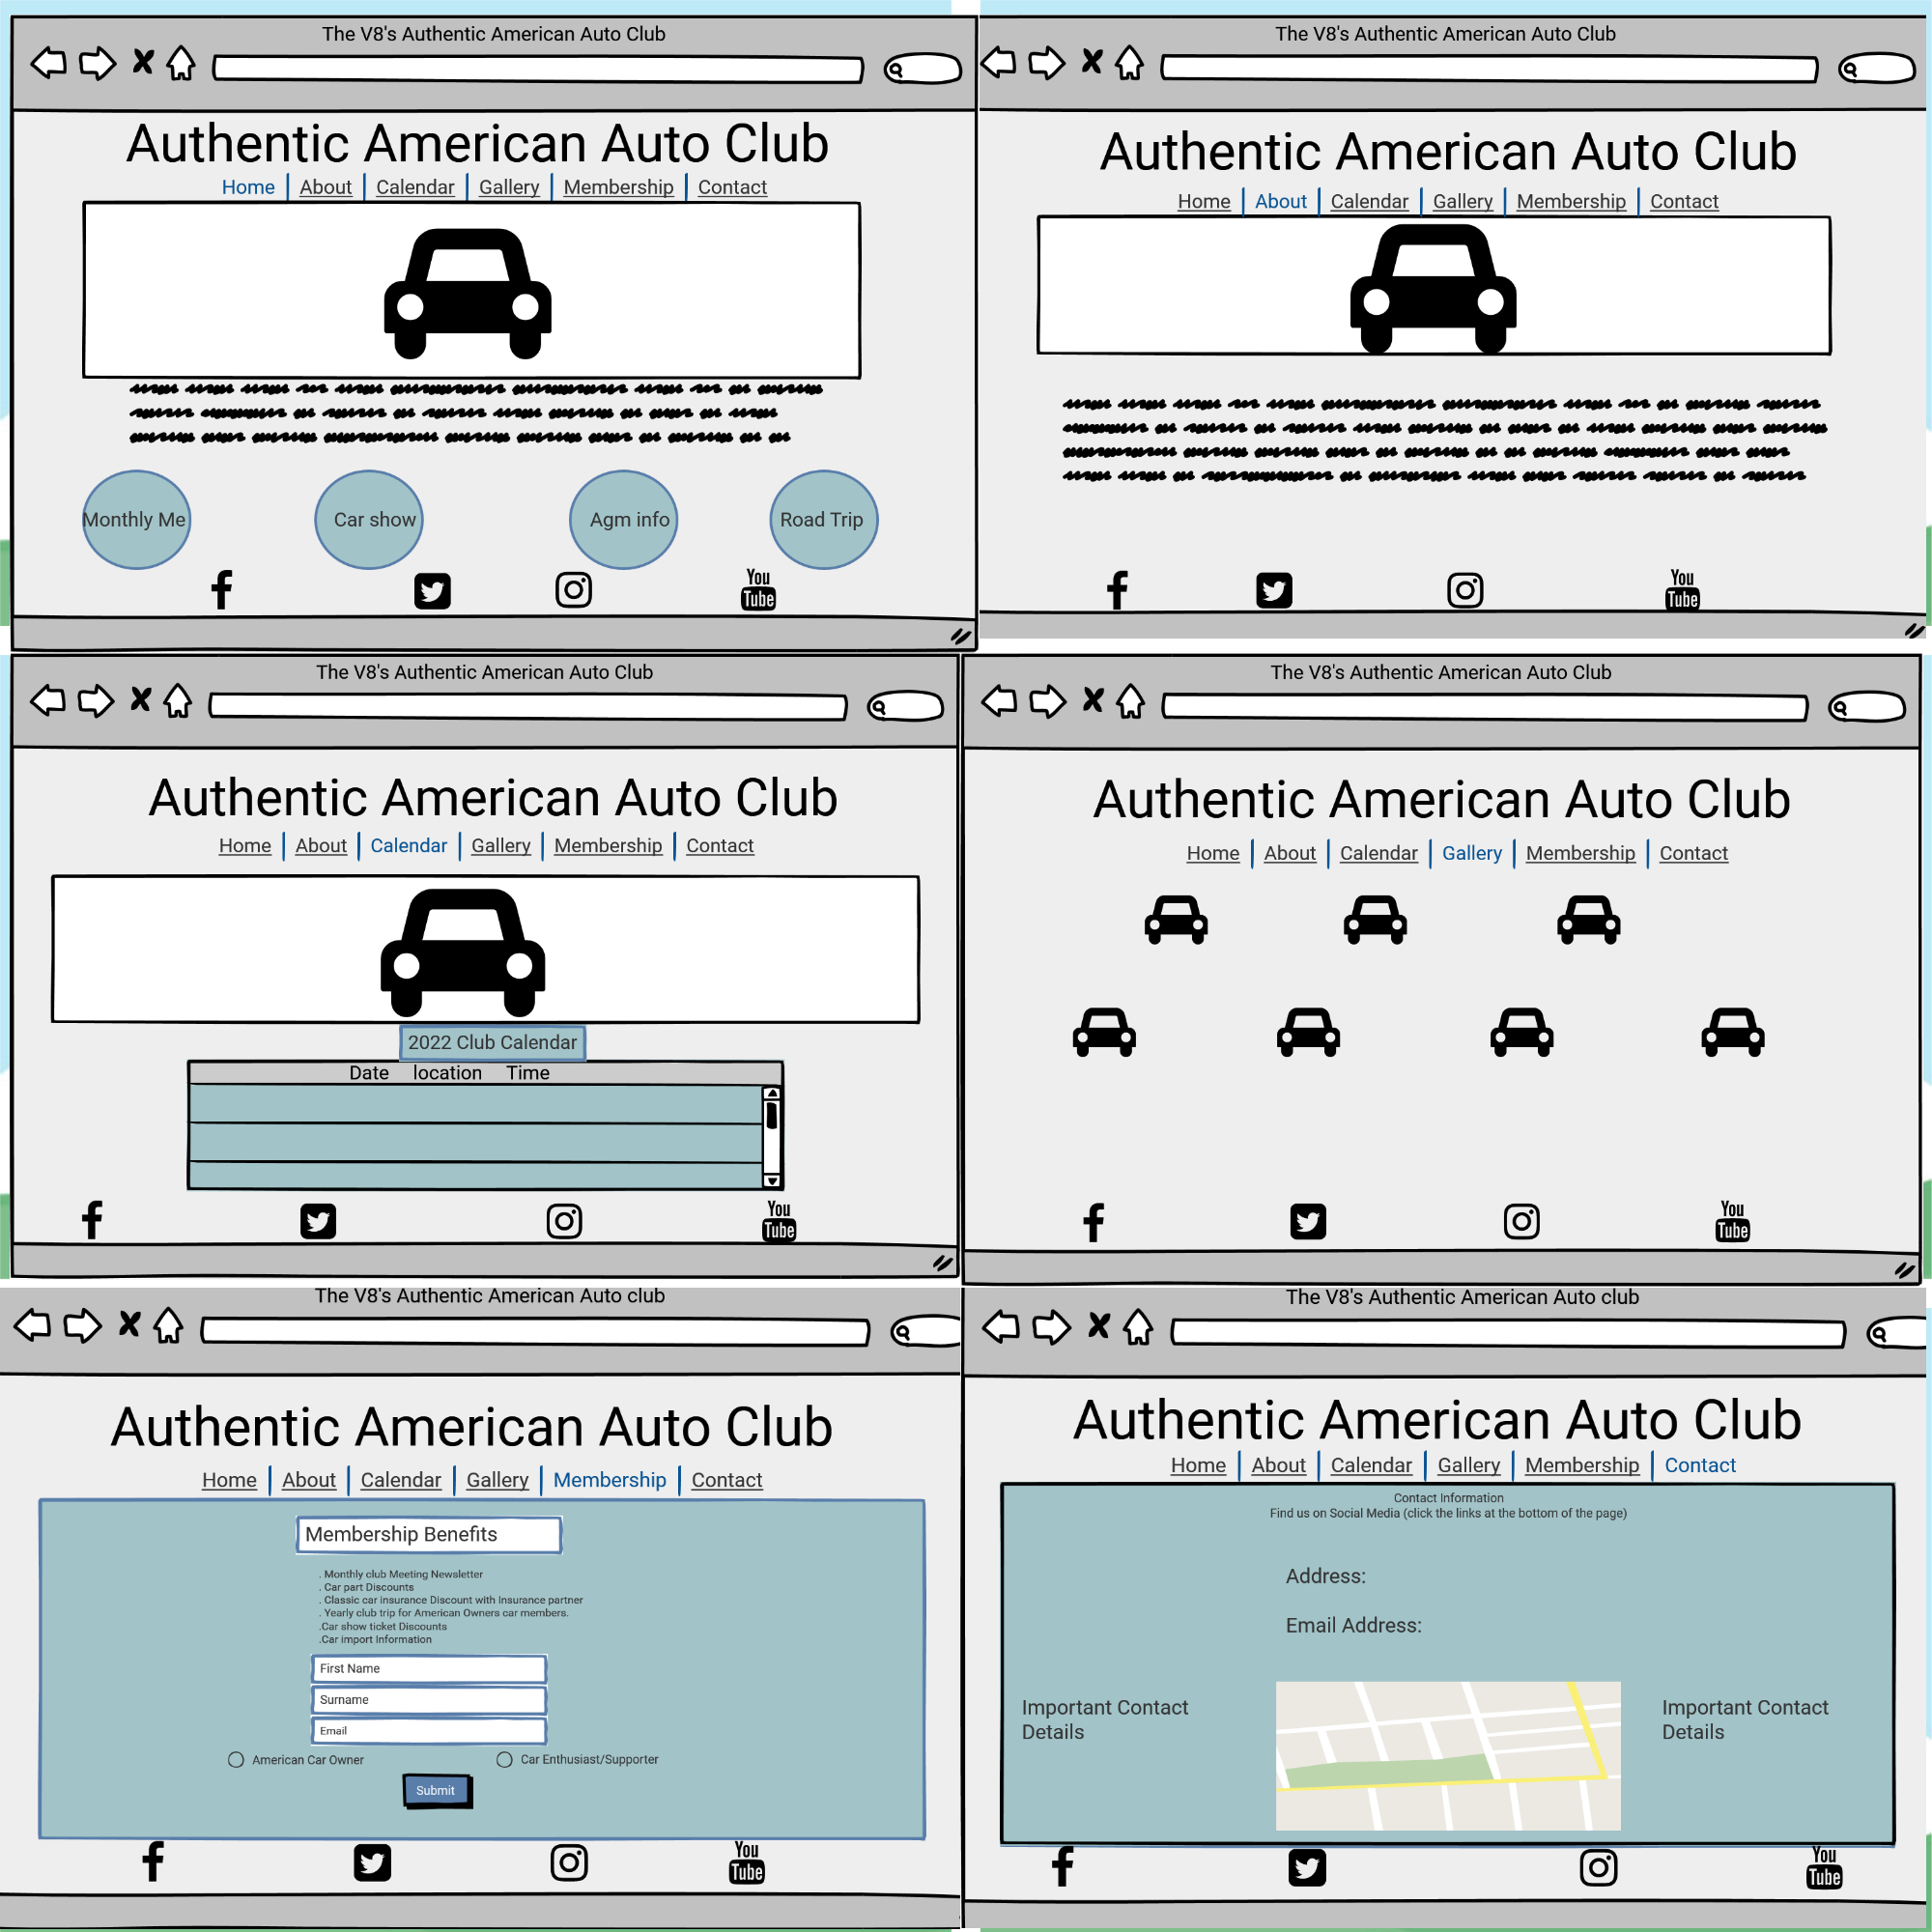 The V8's Authentic American Auto Club
Authentic American Auto Club
Home About Calendar Gallery Membership Contact
Monthly Me Car show Agm info Road Trip
You
Tube
The V8's Authentic American Auto Club
Authentic American Auto Club
Home About Calendar Gallery Membership Contact
You
Tube
The V8's Authentic American Auto Club
Authentic American Auto Club
Home About Calendar Gallery Membership Contact
2022 Club Calendar
Date location Time
You
Tube
The V8's Authentic American Auto Club
Authentic American Auto Club
Home About Calendar Gallery Membership Contact
You
Tube
The V8's Authentic American Auto club
Authentic American Auto Club
Home About Calendar Gallery Membership Contact
Membership Benefits
. Monthly club Meeting Newsletter
. Car part Discounts
. Classic car insurance Discount with Insurance partner
. Yearly club trip for American Owners car members.
.Car show ticket Discounts
.Car import Information
First Name
Surname
Email
American Car Owner Car Enthusiast/Supporter
Submit
You
Tube
The V8's Authentic American Auto club
Authentic American Auto Club
Home About Calendar Gallery Membership Contact
Contact Information
Find us on Social Media (click the links at the bottom of the page)
Address:
Email Address:
Important Contact
Details
Important Contact
Details
You
Tube